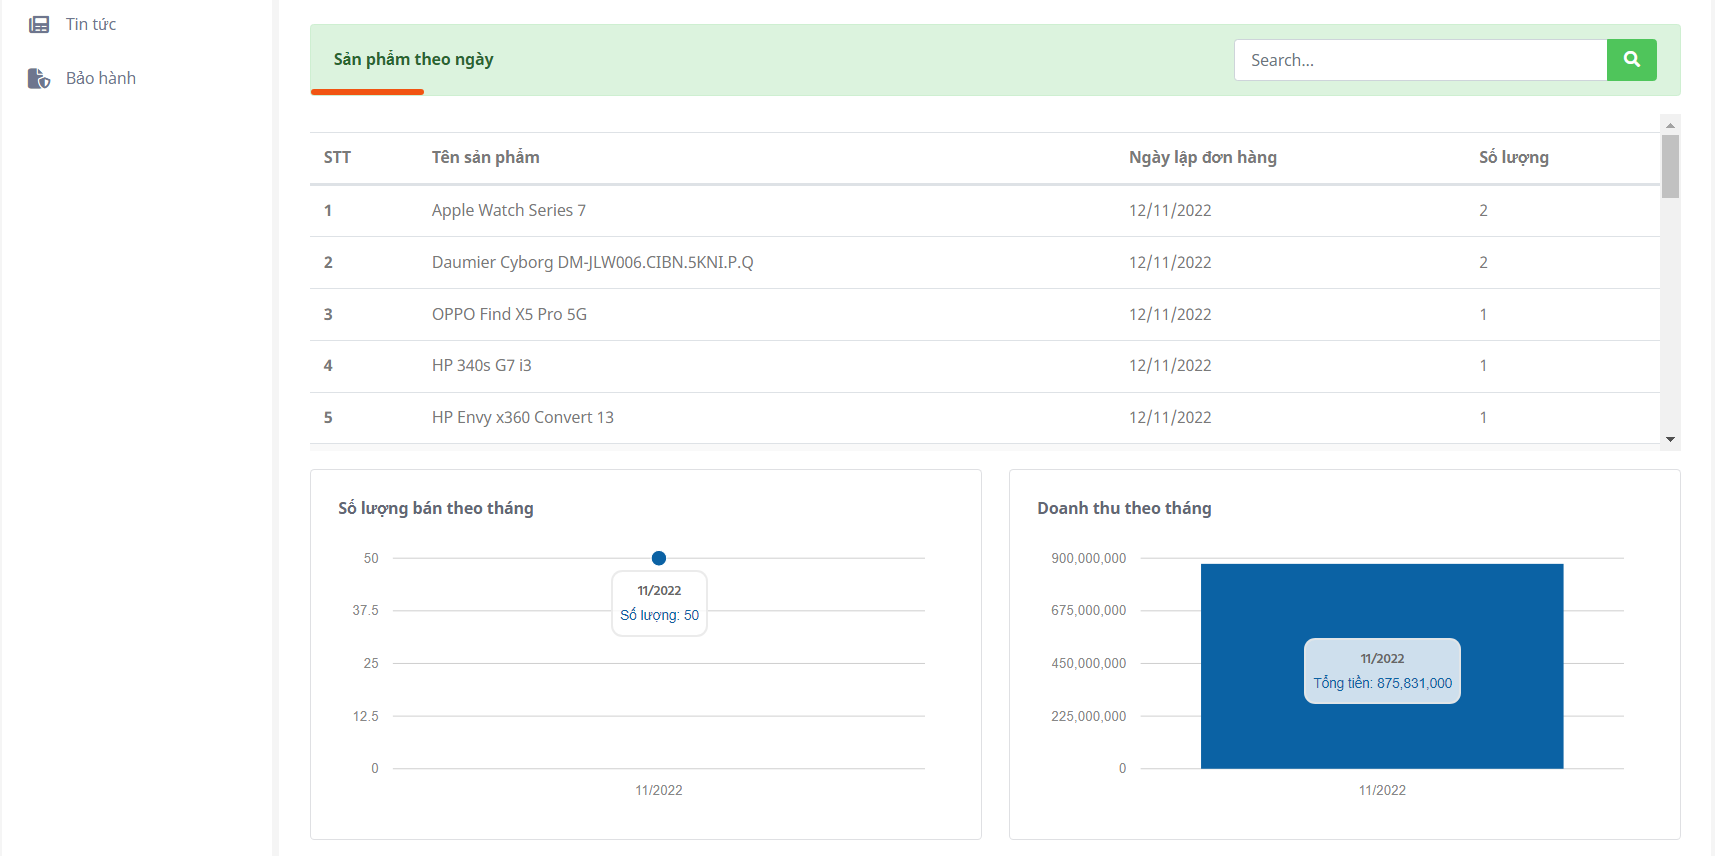 Tin tức
Bảo hành
Sản phẩm theo ngày
Search...
STT Tên sản phẩm Ngày lập đơn hàng Số lượng
1 Apple Watch Series 7 12/11/2022 2
2 Daumier Cyborg DM-JLW006.CIBN.5KNI.P.Q 12/11/2022 2
3 OPPO Find X5 Pro 5G 12/11/2022 1
4 HP 340s G7 i3 12/11/2022 1
5 HP Envy x360 Convert 13 12/11/2022 1
Số lượng bán theo tháng
50
37.5
25
12.5
0
11/2022
Số lượng: 50
11/2022
Doanh thu theo tháng
900,000,000
675,000,000
450,000,000
225,000,000
0
11/2022
Tổng tiền: 875,831,000
11/2022